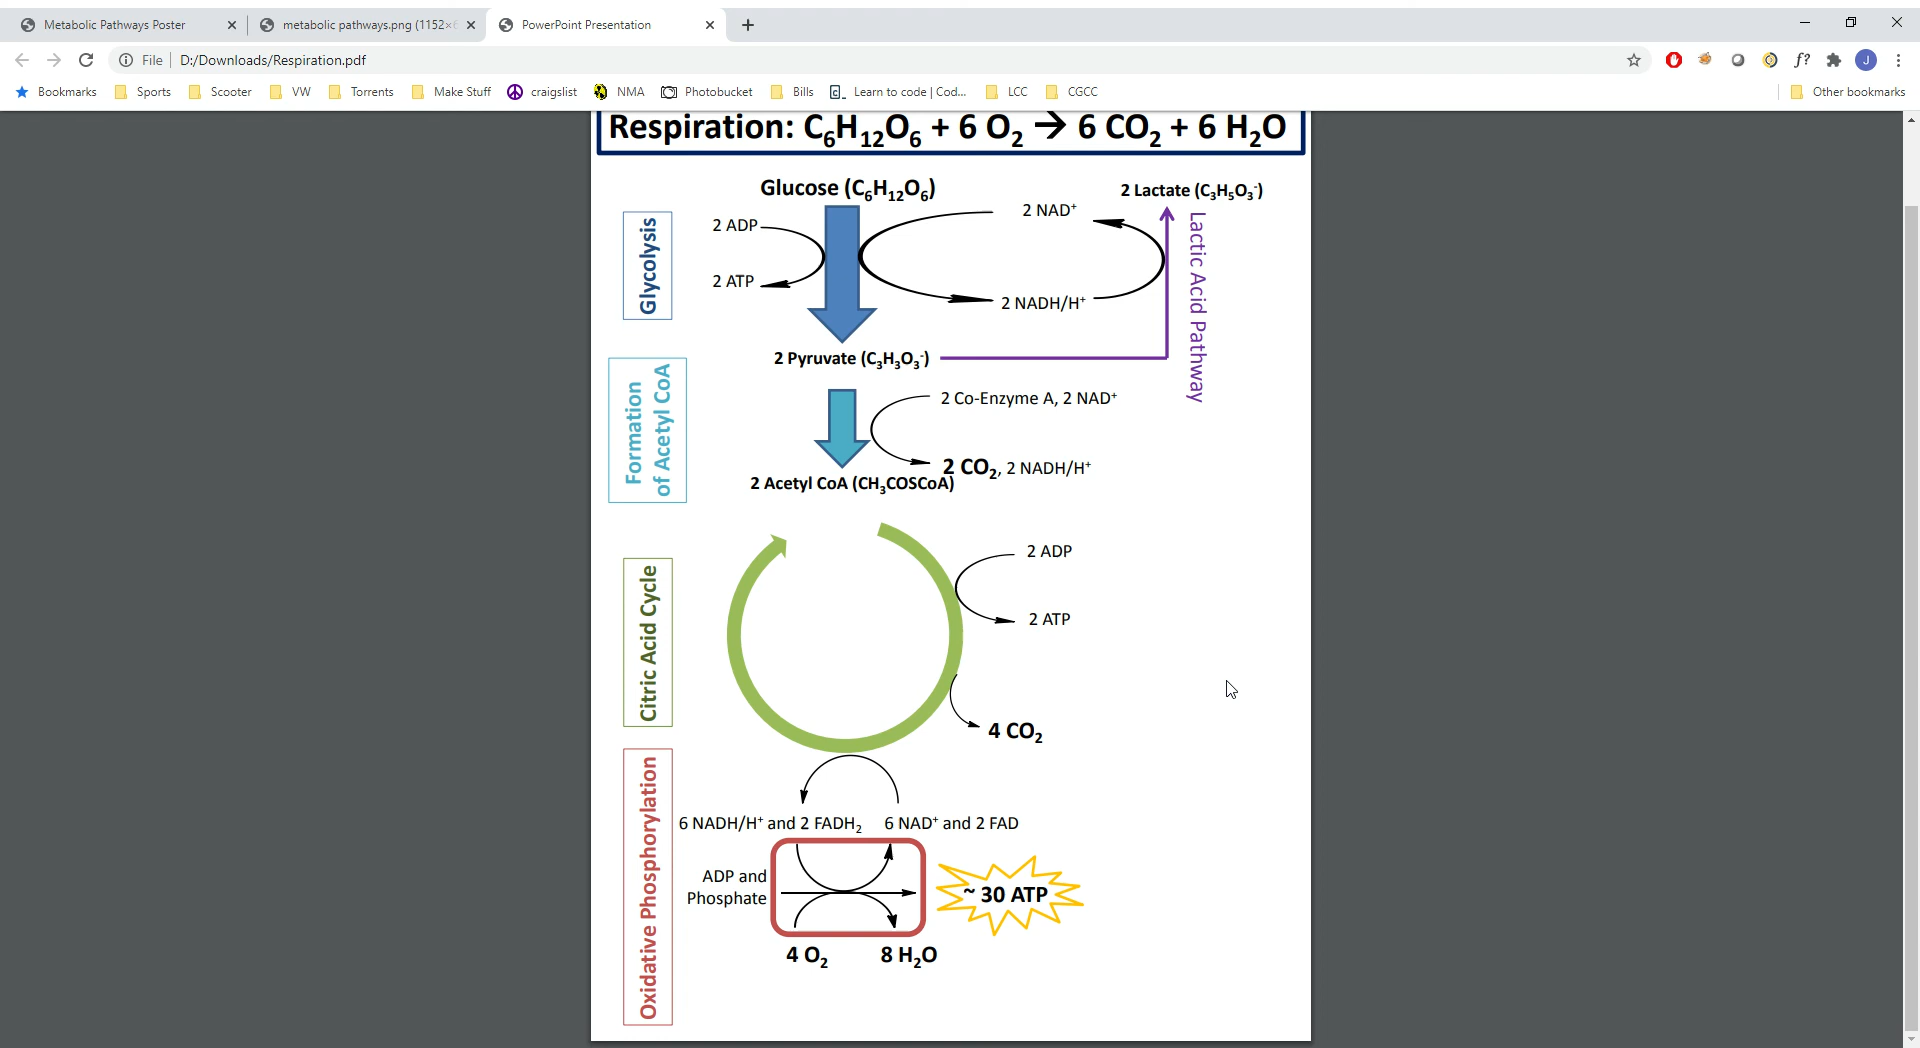 Metabolic Pathways Poster
metabolic pathways.png (1152×6
PowerPoint Presentation
File
D:/Downloads/Respiration.pdf
f?
J
Bookmarks
Sports
Scooter
VW
Torrents
Make Stuff
craigslist
NMA
Photobucket
Bills
Learn to code | Cod...
LCC
CGCC
Other bookmarks
Respiration: C₆H₁₂O₆ + 6 O₂ → 6 CO₂ + 6 H₂O
Glucose (C₆H₁₂O₆)
2 Lactate (C₃H₅O₃⁻)
2 NAD⁺
2 ADP
Glycolysis
2 ATP
2 NADH/H⁺
Lactic Acid Pathway
2 Pyruvate (C₃H₃O₃⁻)
Formation
of Acetyl CoA
2 Co-Enzyme A, 2 NAD⁺
2 CO₂, 2 NADH/H⁺
2 Acetyl CoA (CH₃COSCoA)
Citric Acid Cycle
2 ADP
2 ATP
4 CO₂
Oxidative Phosphorylation
6 NADH/H⁺ and 2 FADH₂
6 NAD⁺ and 2 FAD
ADP and
Phosphate
~ 30 ATP
4 O₂
8 H₂O